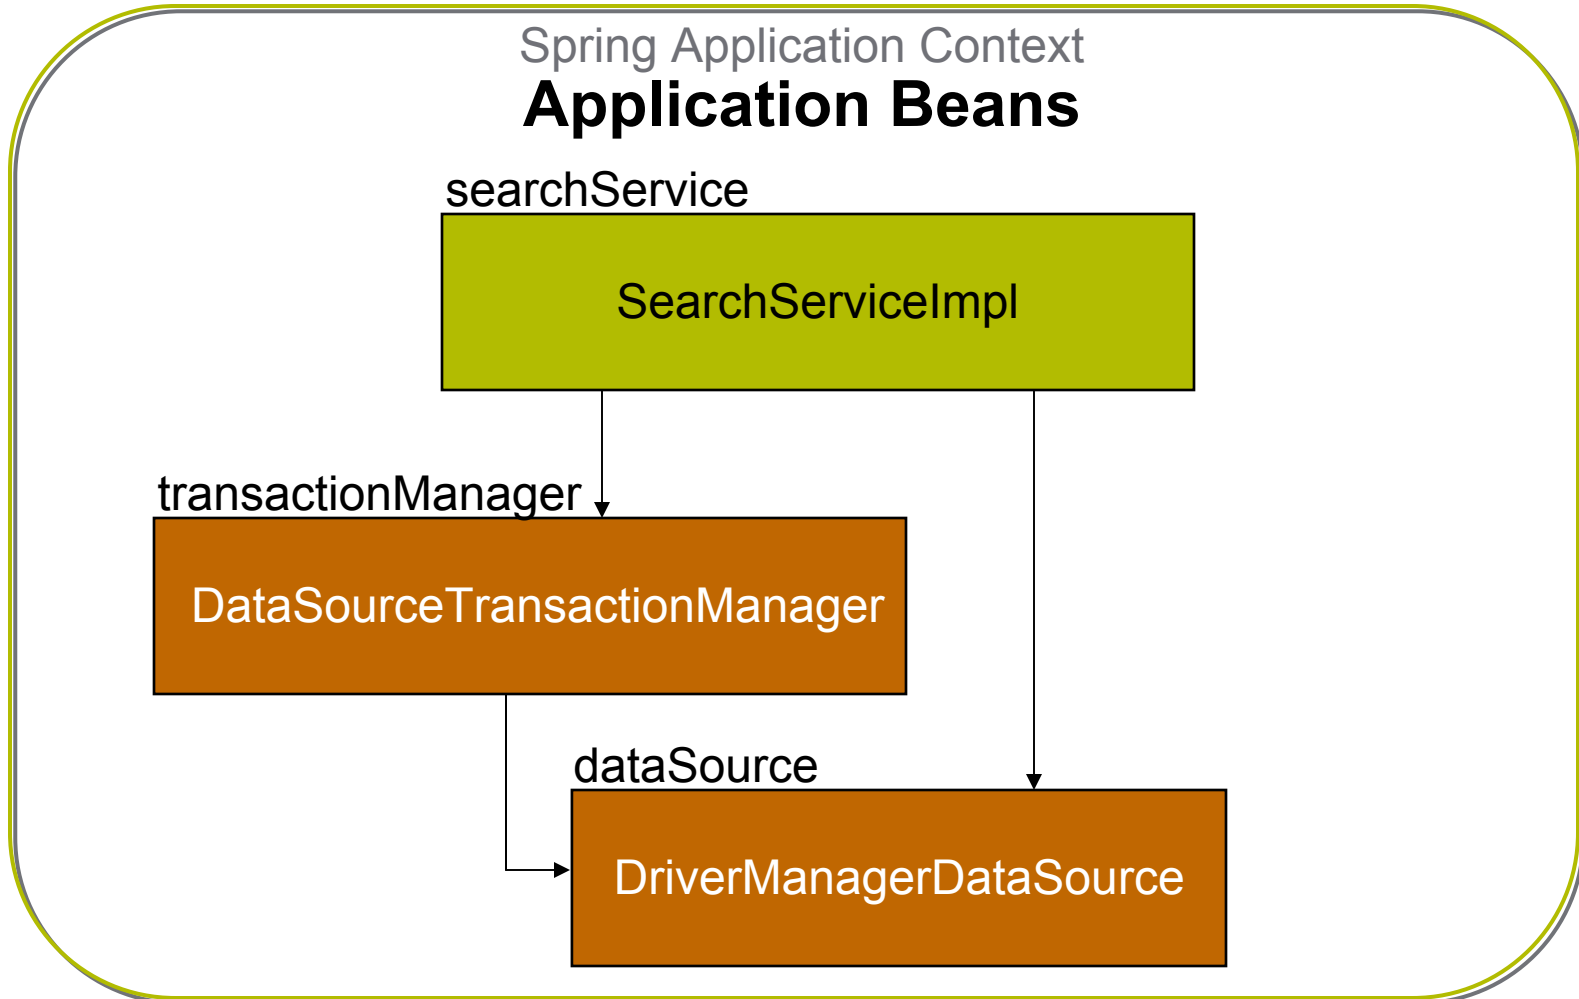 Spring Application Context
Application Beans
searchService
SearchServiceImpl
transactionManager
DataSourceTransactionManager
dataSource
DriverManagerDataSource